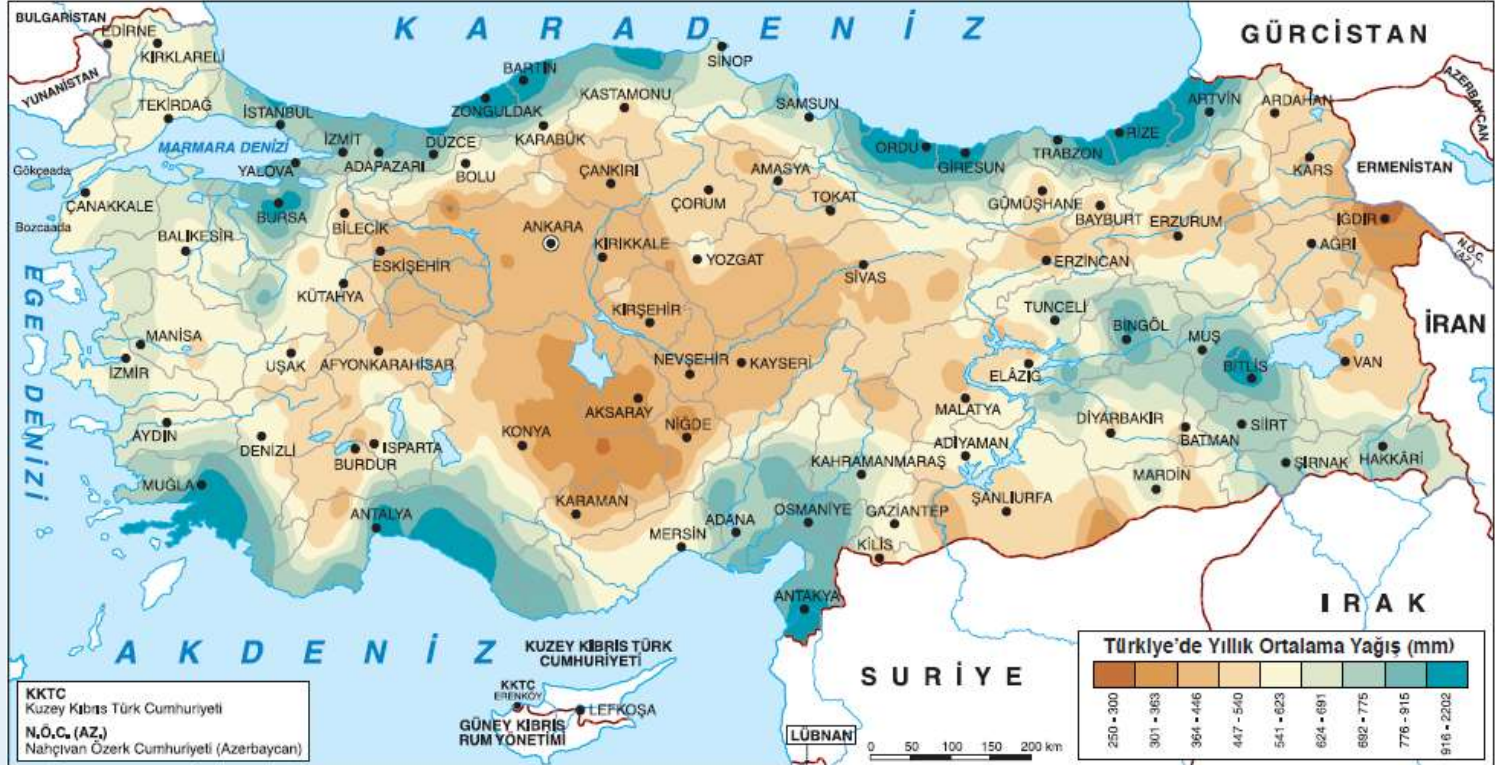 BULGARİSTAN
K A R A D E N İ Z
GÜRCİSTAN
EDİRNE
KIRKLARELİ
SİNOP
YUNANİSTAN
AZERBAYCAN
BARTIN
ZONGULDAK
KASTAMONU
TEKİRDAĞ
İSTANBUL
SAMSUN
ARTVİN
ARDAHAN
KARABÜK
MARMARA DENİZİ
İZMİT
DÜZCE
ORDU
GİRESUN
TRABZON
RİZE
ADAPAZARI
BOLU
YALOVA
Gökçeada
ÇANKIRI
AMASYA
KARS
ERMENİSTAN
ÇANAKKALE
BURSA
ÇORUM
TOKAT
GÜMÜŞHANE
BAYBURT
ERZURUM
IĞDIR
Bozcaada
BİLECİK
ANKARA
KIRIKKALE
BALIKESİR
ESKİŞEHİR
YOZGAT
SİVAS
ERZİNCAN
AĞRI
N.Ö.C.
(AZ.)
EGE DENİZİ
KÜTAHYA
KIRŞEHİR
TUNCELİ
BİNGÖL
MUŞ
İRAN
MANİSA
İZMİR
UŞAK
AFYONKARAHİSAR
NEVŞEHİR
KAYSERİ
ELÂZIĞ
BİTLİS
VAN
AKSARAY
MALATYA
NİĞDE
DİYARBAKIR
AYDIN
DENİZLİ
ISPARTA
BURDUR
KONYA
ADIYAMAN
BATMAN
SİİRT
KAHRAMANMARAŞ
ŞIRNAK
HAKKÂRİ
MUĞLA
MARDİN
KARAMAN
ŞANLIURFA
ANTALYA
ADANA
OSMANİYE
GAZİANTEP
MERSİN
KİLİS
ANTAKYA
I R A K
A K D E N İ Z
KUZEY KIBRIS TÜRK
CUMHURİYETİ
SURİYE
KKTC
ERENKÖY
LEFKOŞA
GÜNEY KIBRIS
RUM YÖNETİMİ
LÜBNAN
0 50 100 150 200 km
KKTC
Kuzey Kıbrıs Türk Cumhuriyeti
N.Ö.C. (AZ.)
Nahçıvan Özerk Cumhuriyeti (Azerbaycan)
Türkiye'de Yıllık Ortalama Yağış (mm)
250 - 300
301 - 363
364 - 446
447 - 540
541 - 623
624 - 691
692 - 775
776 - 915
916 - 2202